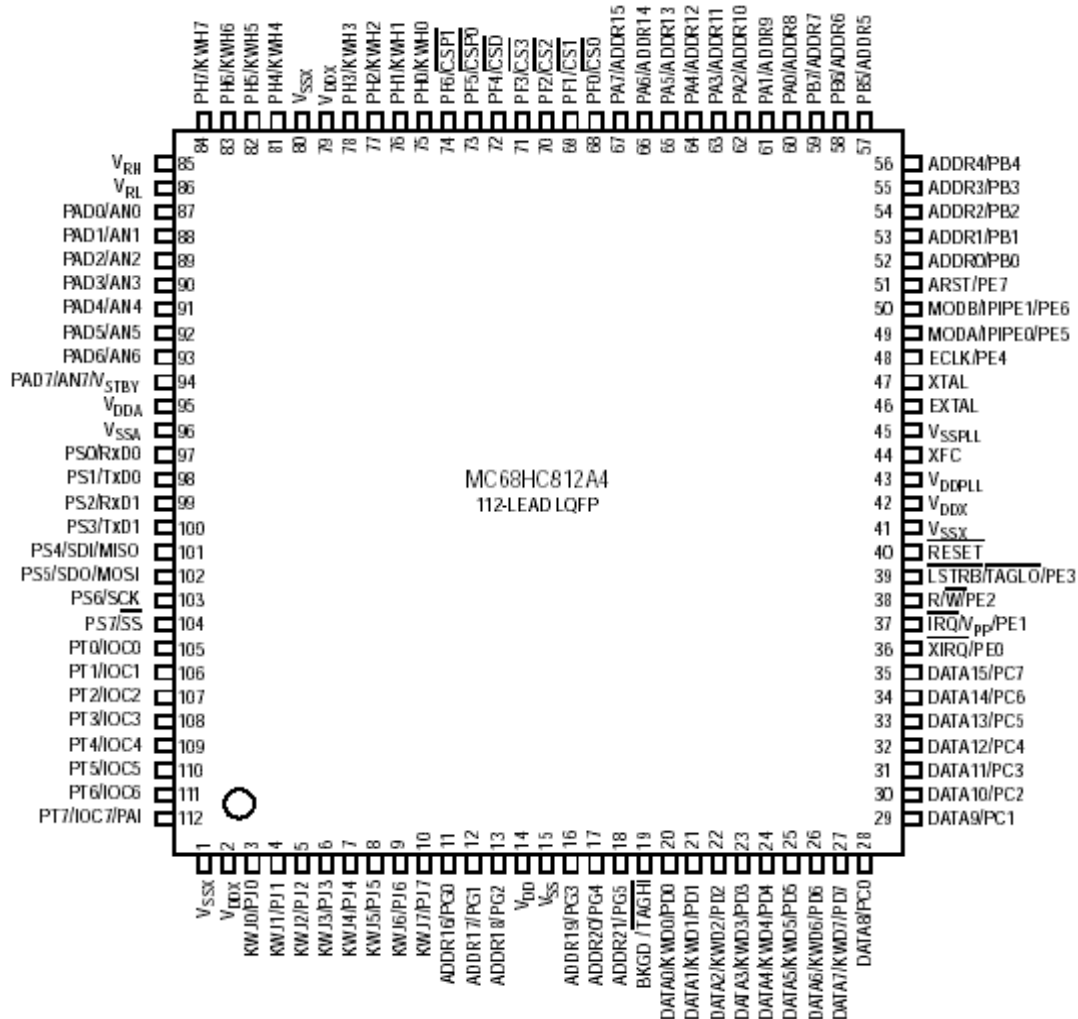 PH7/KWH7
PH6/KWH6
PH5/KWH5
PH4/KWH4
VSSX
VDDX
PH3/KWH3
PH2/KWH2
PH1/KWH1
PH0/KWH0
PF6/CSP1
PF5/CSP0
PF4/CSD
PF3/CS3
PF2/CS2
PF1/CS1
PF0/CS0
PA7/ADDR15
PA6/ADDR14
PA5/ADDR13
PA4/ADDR12
PA3/ADDR11
PA2/ADDR10
PA1/ADDR9
PA0/ADDR8
PB7/ADDR7
PB6/ADDR6
PB5/ADDR5
84 83 82 81 80 79 78 77 76 75 74 73 72 71 70 69 68 67 66 65 64 63 62 61 60 59 58 57
VRH 85
VRL 86
PAD0/AN0 87
PAD1/AN1 88
PAD2/AN2 89
PAD3/AN3 90
PAD4/AN4 91
PAD5/AN5 92
PAD6/AN6 93
PAD7/AN7/VSTBY 94
VDDA 95
VSSA 96
PS0/RxD0 97
PS1/TxD0 98
PS2/RxD1 99
PS3/TxD1 100
PS4/SDI/MISO 101
PS5/SDO/MOSI 102
PS6/SCK 103
PS7/SS 104
PT0/IOC0 105
PT1/IOC1 106
PT2/IOC2 107
PT3/IOC3 108
PT4/IOC4 109
PT5/IOC5 110
PT6/IOC6 111
PT7/IOC7/PAI 112
MC68HC812A4
112-LEAD LQFP
56 ADDR4/PB4
55 ADDR3/PB3
54 ADDR2/PB2
53 ADDR1/PB1
52 ADDR0/PB0
51 ARST/PE7
50 MODB/IPIPE1/PE6
49 MODA/IPIPE0/PE5
48 ECLK/PE4
47 XTAL
46 EXTAL
45 VSSPLL
44 XFC
43 VDDPLL
42 VDDX
41 VSSX
40 RESET
39 LSTRB/TAGLO/PE3
38 R/W/PE2
37 IRQ/VPP/PE1
36 XIRQ/PE0
35 DATA15/PC7
34 DATA14/PC6
33 DATA13/PC5
32 DATA12/PC4
31 DATA11/PC3
30 DATA10/PC2
29 DATA9/PC1
1 2 3 4 5 6 7 8 9 10 11 12 13 14 15 16 17 18 19 20 21 22 23 24 25 26 27 28
VSSX
VDDX
KWJ0/PJ0
KWJ1/PJ1
KWJ2/PJ2
KWJ3/PJ3
KWJ4/PJ4
KWJ5/PJ5
KWJ6/PJ6
KWJ7/PJ7
ADDR16/PG0
ADDR17/PG1
ADDR18/PG2
VDD
VSS
ADDR19/PG3
ADDR20/PG4
ADDR21/PG5
BKGD /TAGHI
DATA0/KWD0/PD0
DATA1/KWD1/PD1
DATA2/KWD2/PD2
DATA3/KWD3/PD3
DATA4/KWD4/PD4
DATA5/KWD5/PD5
DATA6/KWD6/PD6
DATA7/KWD7/PD7
DATA8/PC0